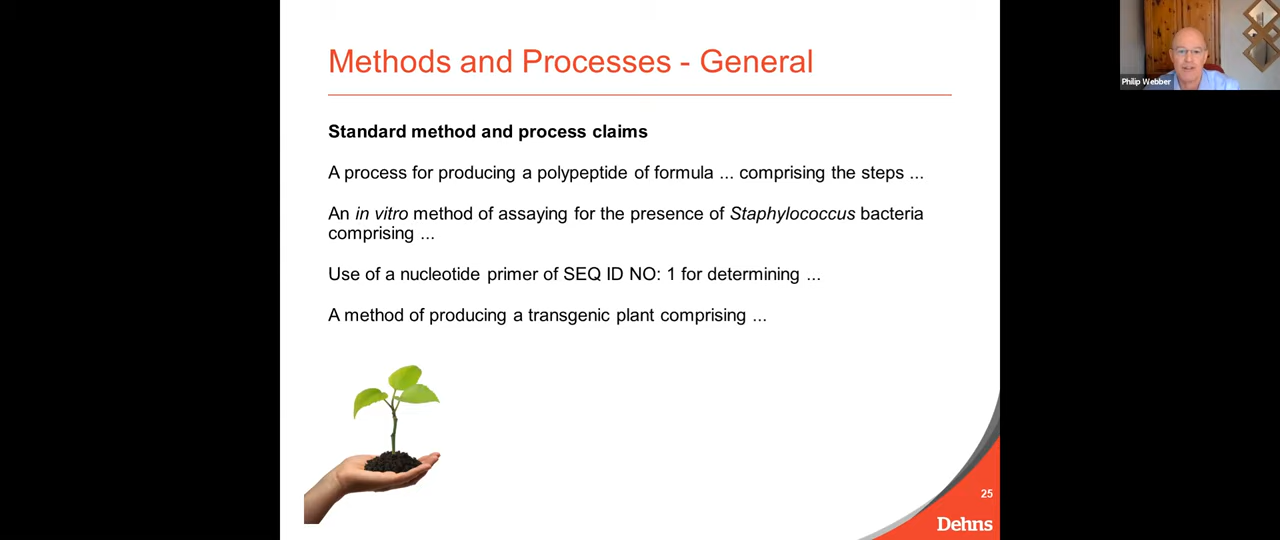 Methods and Processes - General
Philip Webber
Standard method and process claims
A process for producing a polypeptide of formula ... comprising the steps ...
An in vitro method of assaying for the presence of Staphylococcus bacteria
comprising ...
Use of a nucleotide primer of SEQ ID NO: 1 for determining ...
A method of producing a transgenic plant comprising ...
25
Dehns